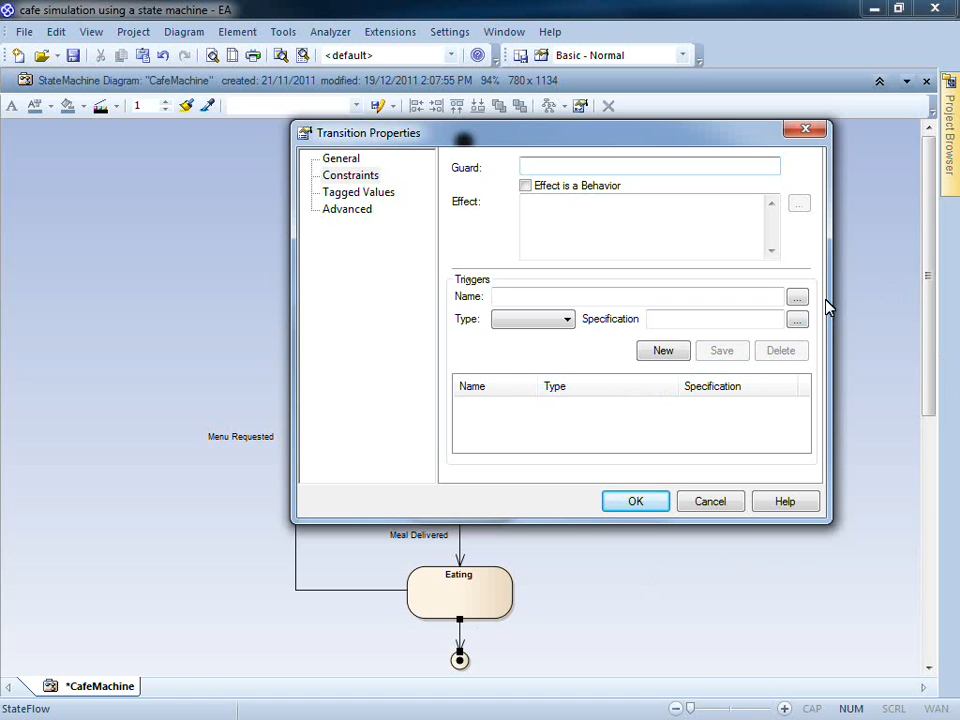 cafe simulation using a state machine - EA
File Edit View Project Diagram Element Tools Analyzer Extensions Settings Window Help
<default> Basic - Normal
StateMachine Diagram: "CafeMachine" created: 21/11/2011 modified: 19/12/2011 2:07:55 PM 94% 780 x 1134
1
Project Browser
Transition Properties
General
Constraints
Tagged Values
Advanced
Guard:
Effect is a Behavior
Effect:
...
Triggers
Name:
...
Type: Specification
...
New Save Delete
Name Type Specification
OK Cancel Help
Menu Requested
Meal Delivered
Eating
*CafeMachine
StateFlow CAP NUM SCRL WAN